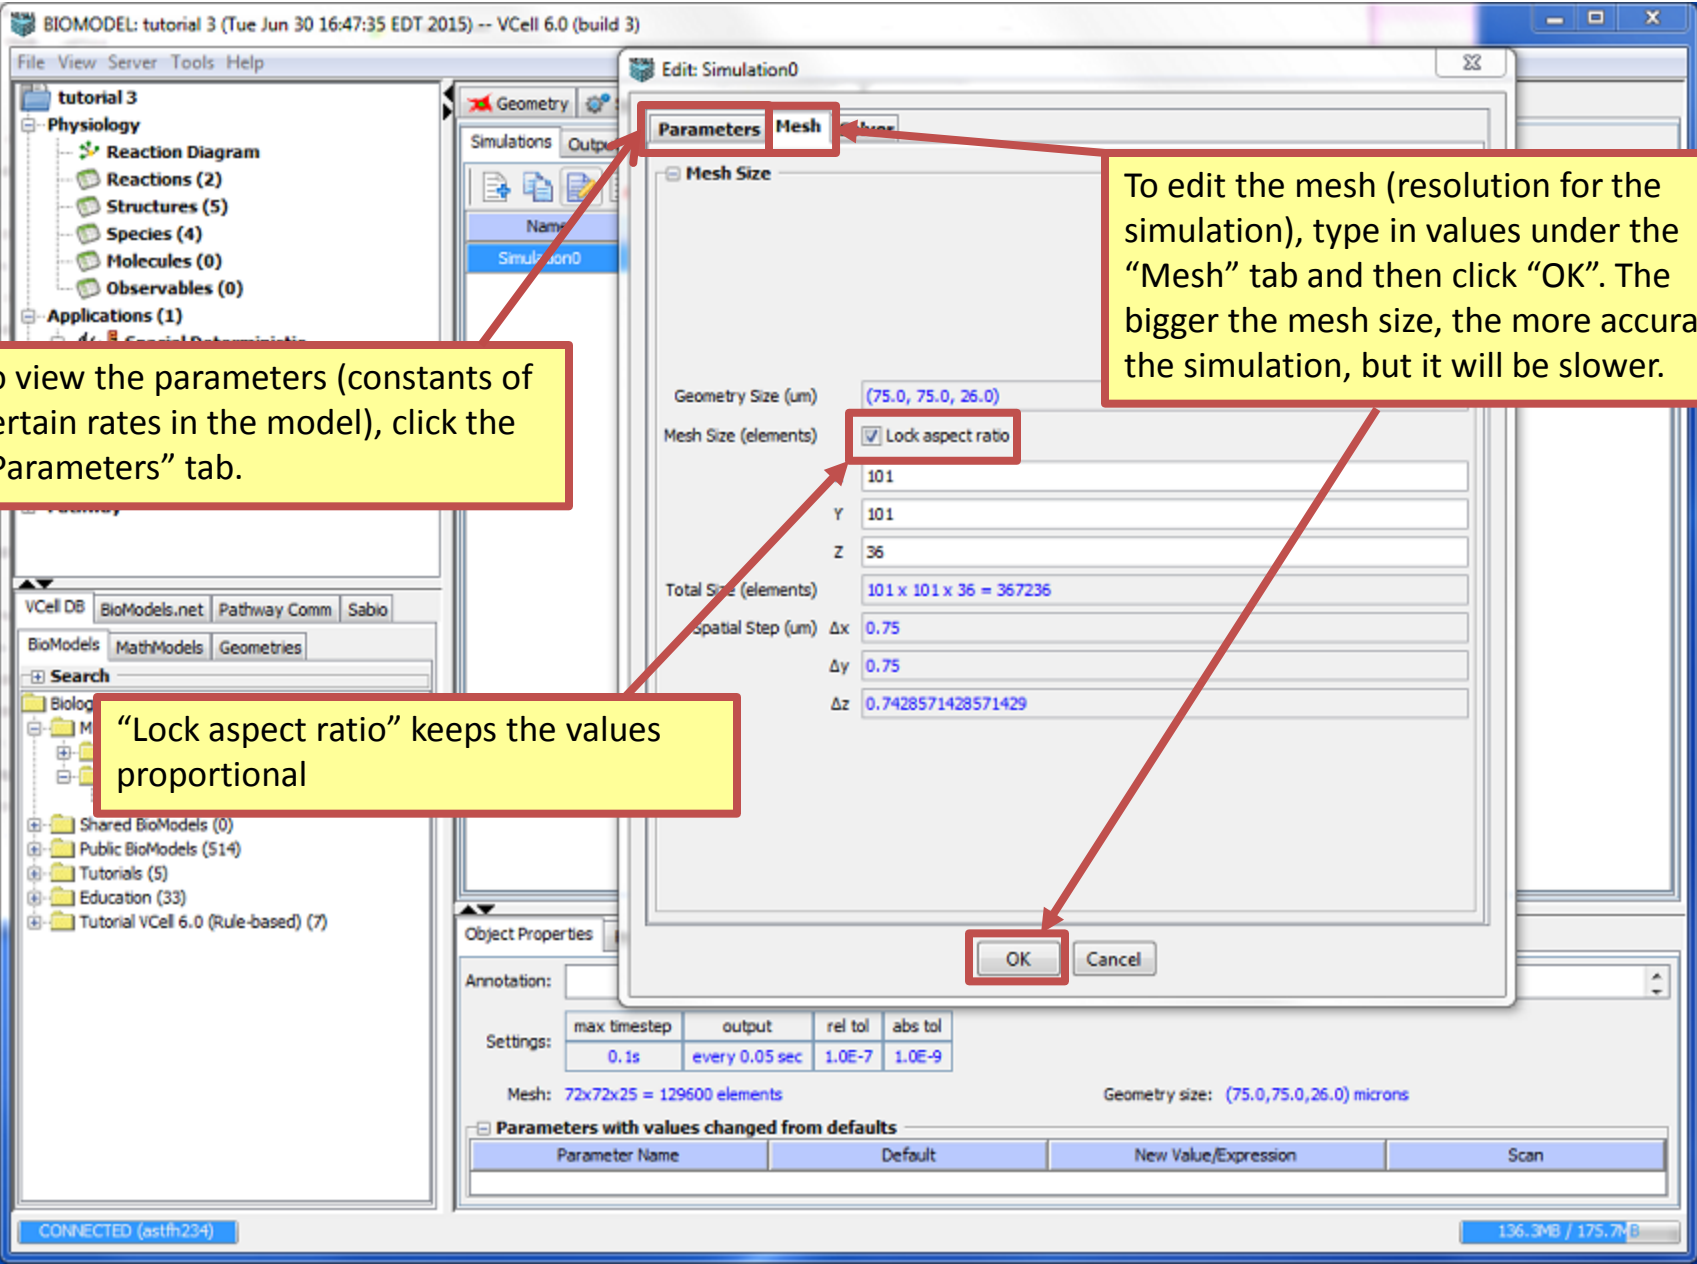 BIOMODEL: tutorial 3 (Tue Jun 30 16:47:35 EDT 2015) -- VCell 6.0 (build 3)
File View Server Tools Help
tutorial 3
Physiology
Reaction Diagram
Reactions (2)
Structures (5)
Species (4)
Molecules (0)
Observables (0)
Applications (1)
Geometry
Simulations
Name
Simulation0
Edit: Simulation0
Parameters Mesh
Mesh Size
To edit the mesh (resolution for the
simulation), type in values under the
“Mesh” tab and then click “OK”. The
bigger the mesh size, the more
the simulation, but it will be slower.
view the parameters (constants of
rates in the model), click the
Parameters” tab.
Geometry Size (um) (75.0, 75.0, 26.0)
Mesh Size (elements) Lock aspect ratio
101
Y 101
Z 36
Total Size (elements) 101 x 101 x 36 = 367236
Spatial Step (um) Δx 0.75
Δy 0.75
Δz 0.7428571428571429
“Lock aspect ratio” keeps the values
proportional
VCell DB BioModels.net Pathway Comm Sabio
BioModels MathModels Geometries
Search
Shared BioModels (0)
Public BioModels (514)
Tutorials (5)
Education (33)
Tutorial VCell 6.0 (Rule-based) (7)
OK Cancel
Object Properties
Annotation:
Settings:
max timestep output rel tol abs tol
0.1s every 0.05 sec 1.0E-7 1.0E-9
Mesh: 72x72x25 = 129600 elements
Geometry size: (75.0,75.0,26.0) microns
Parameters with values changed from defaults
Parameter Name Default New Value/Expression Scan
CONNECTED (astfh234)
136.3MB / 175.7MB